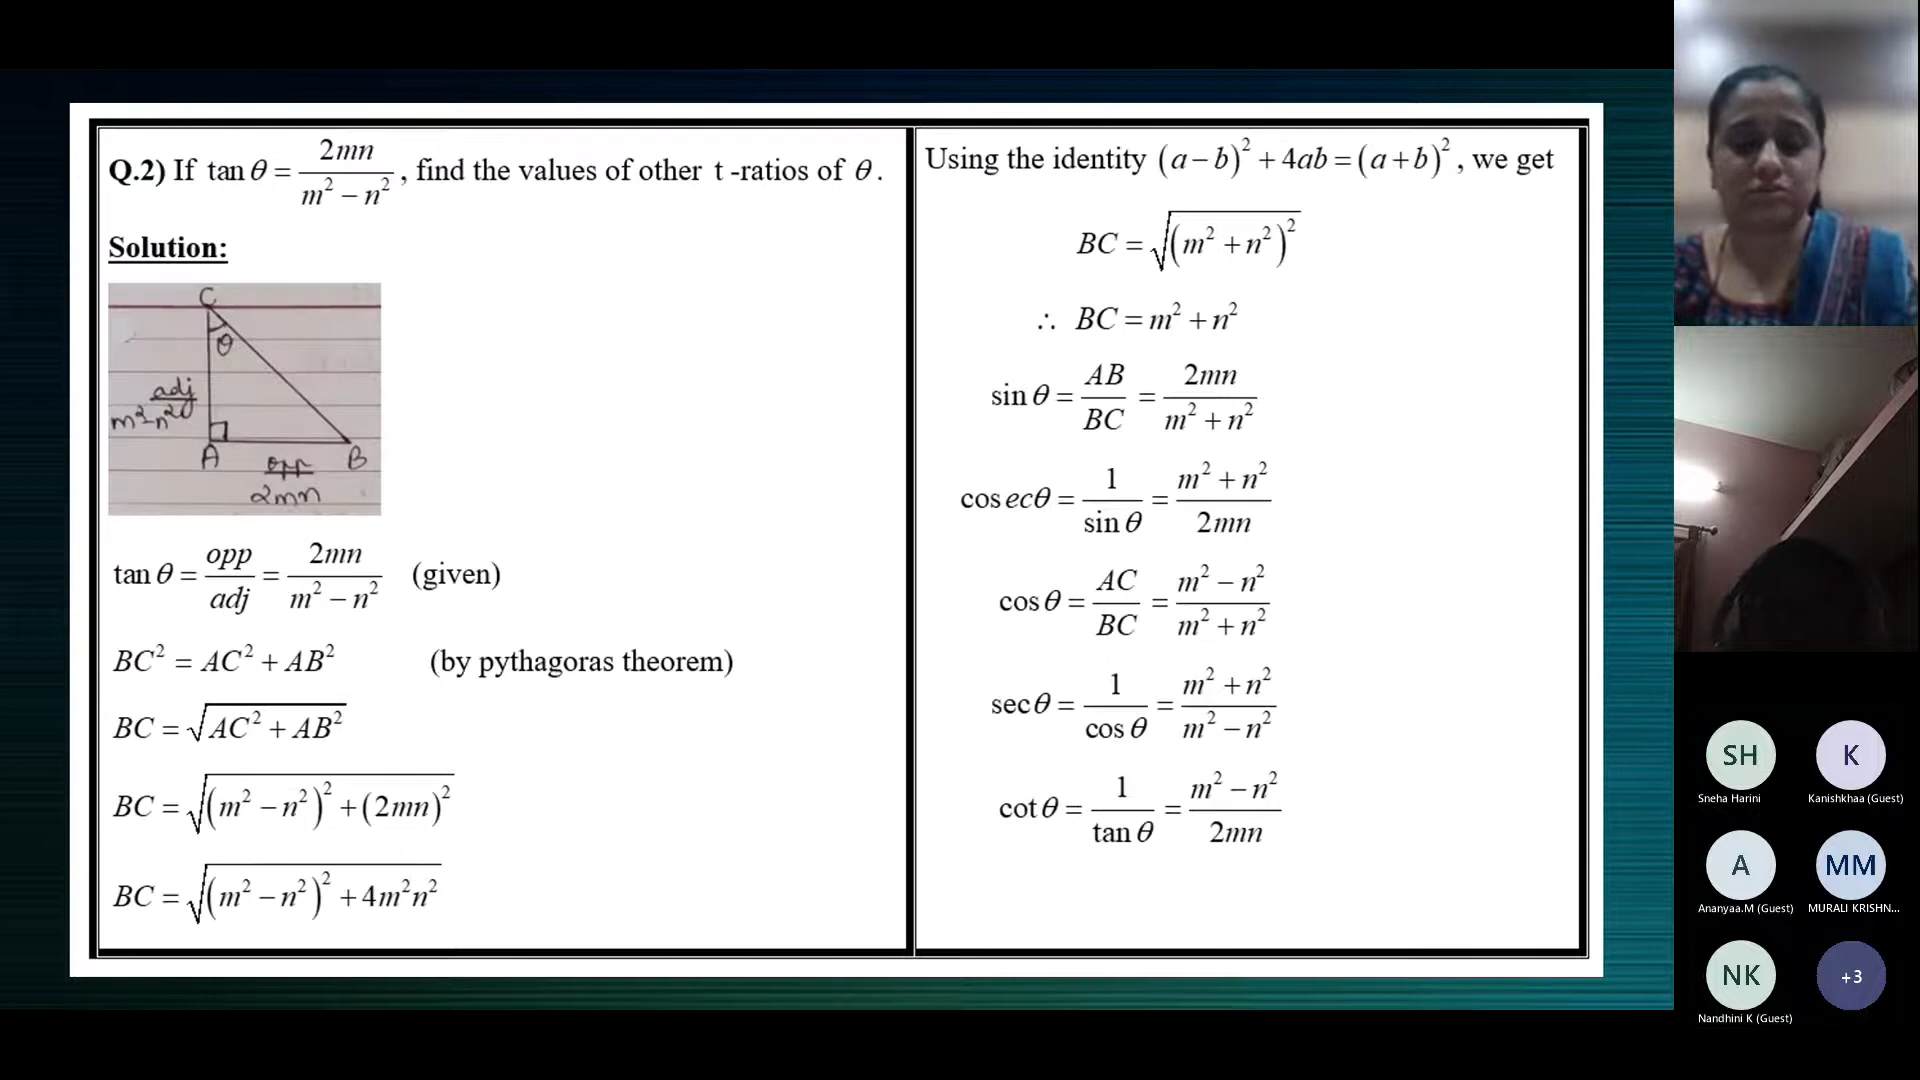 Q.2) If tan θ = 2mn / (m² − n²), find the values of other t -ratios of θ.
Solution:
C
θ
adj
m²-n²
A
opp
B
2mn
tan θ = opp/adj = 2mn / (m² − n²) (given)
BC² = AC² + AB² (by pythagoras theorem)
BC = √(AC² + AB²)
BC = √((m² − n²)² + (2mn)²)
BC = √((m² − n²)² + 4m²n²)
Using the identity (a − b)² + 4ab = (a + b)², we get
BC = √((m² + n²)²)
∴ BC = m² + n²
sin θ = AB/BC = 2mn / (m² + n²)
cos ecθ = 1/sin θ = (m² + n²) / 2mn
cos θ = AC/BC = (m² − n²) / (m² + n²)
sec θ = 1/cos θ = (m² + n²) / (m² − n²)
cot θ = 1/tan θ = (m² − n²) / 2mn
SH
K
Sneha Harini
Kanishkhaa (Guest)
A
MM
Ananyaa.M (Guest)
MURALI KRISHN...
NK
+3
Nandhini K (Guest)